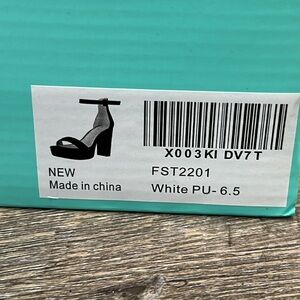 X003KI DV7T
NEW
FST2201
Made in china
White PU- 6.5